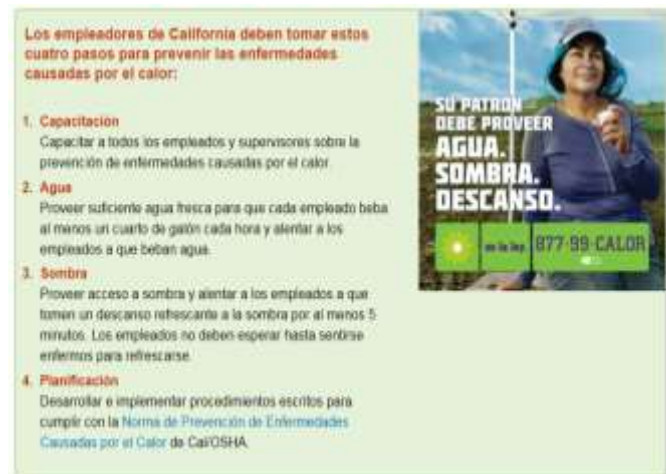 Los empleadores de California deben tomar estos
cuatro pasos para prevenir las enfermedades
causadas por el calor:
1. Capacitación
Capacitar a todos los empleados y supervisores sobre la
prevención de enfermedades causadas por el calor.
2. Agua
Proveer suficiente agua fresca para que cada empleado beba
al menos un cuarto de galón cada hora y alentar a los
empleados a que beban agua.
3. Sombra
Proveer acceso a sombra y alentar a los empleados a que
tomen un descanso refrescante a la sombra por al menos 5
minutos. Los empleados no deben esperar hasta sentirse
enfermos para refrescarse.
4. Planificación
Desarrollar e implementar procedimientos escritos para
cumplir con la Norma de Prevención de Enfermedades
Causadas por el Calor de Cal/OSHA.
SU PATRÓN
DEBE PROVEER
AGUA.
SOMBRA.
DESCANSO.
es la ley 877-99-CALOR